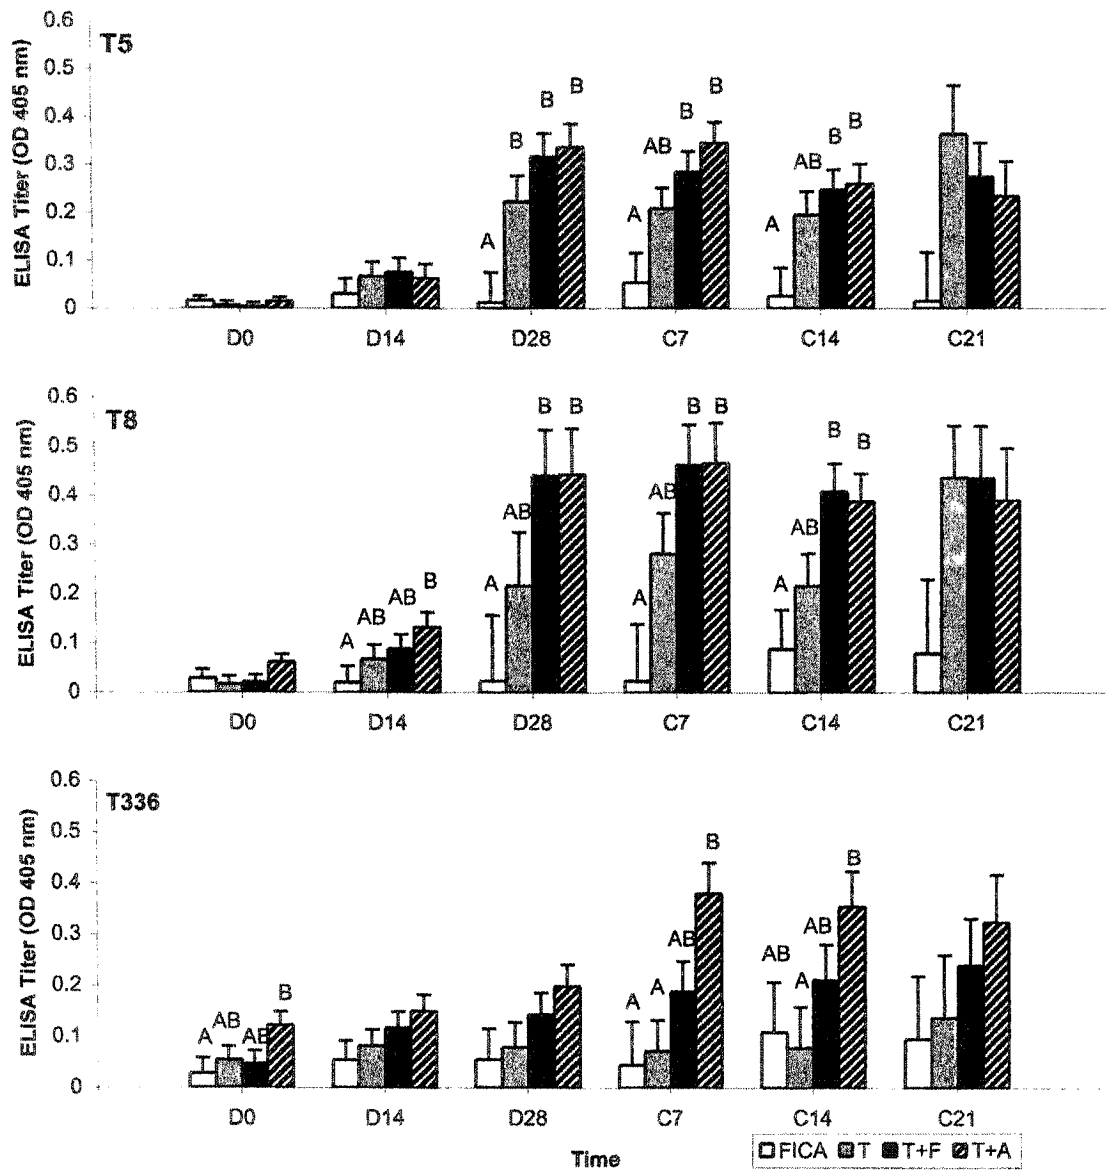 0.6
T5
0.5
B
B
B
0.4
B
B
AB
B
B
0.3
AB
A
A
A
0.2
0.1
0
ELISA Titer (OD 405 nm)
D0 D14 D28 C7 C14 C21
0.6
T8
B B
B B
0.5
B
B
0.4
AB
AB
AB
0.3
B
A
A
A
0.2
AB
AB
A
0.1
0
ELISA Titer (OD 405 nm)
D0 D14 D28 C7 C14 C21
0.6
T336
0.5
B
B
0.4
0.3
AB
AB
AB
A
0.2
B
A
A
AB
A
AB
0.1
0
ELISA Titer (OD 405 nm)
D0 D14 D28 C7 C14 C21
Time
FICA T T+F T+A